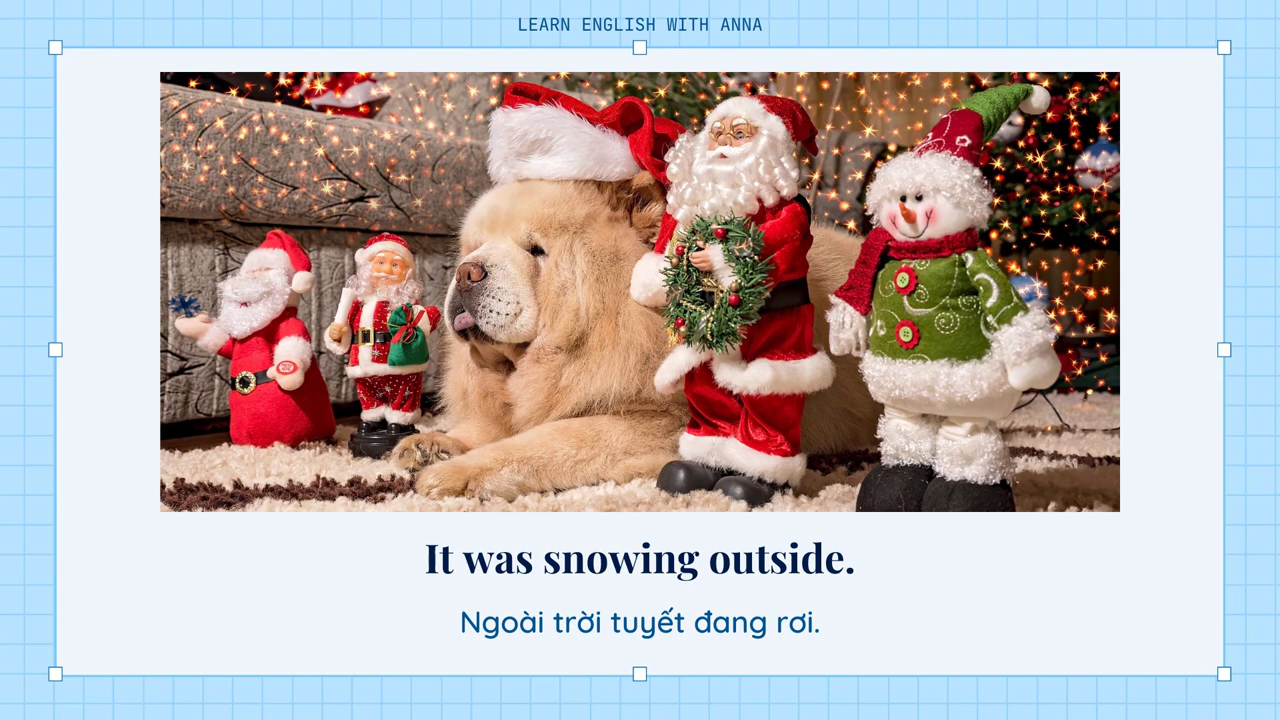 LEARN ENGLISH WITH ANNA
It was snowing outside.
Ngoài trời tuyết đang rơi.